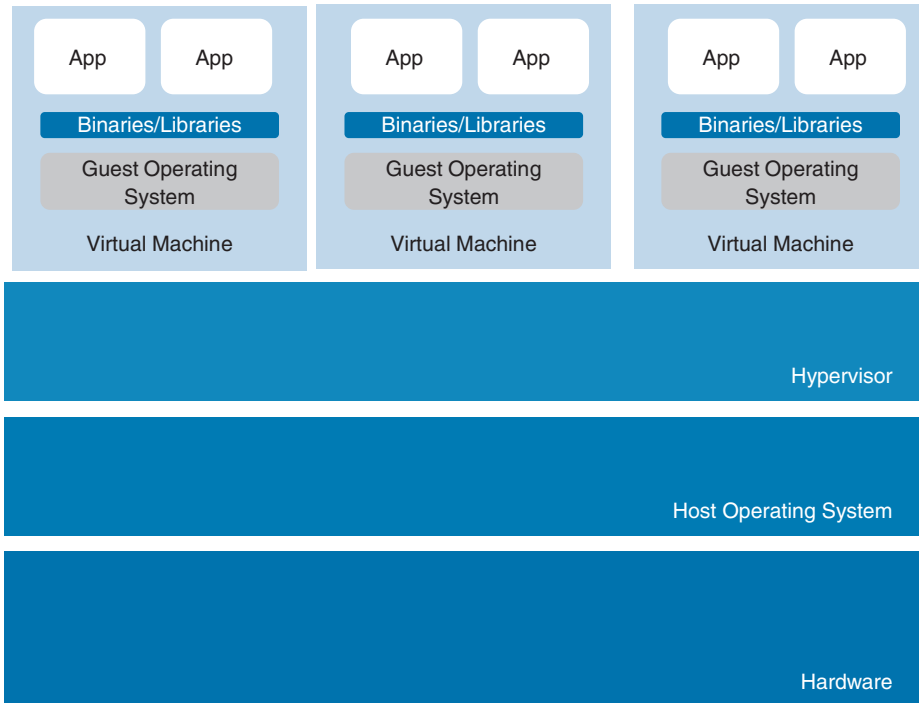 App App App App App App
Binaries/Libraries Binaries/Libraries Binaries/Libraries
Guest Operating Guest Operating Guest Operating
System System System
Virtual Machine Virtual Machine Virtual Machine
Hypervisor
Host Operating System
Hardware